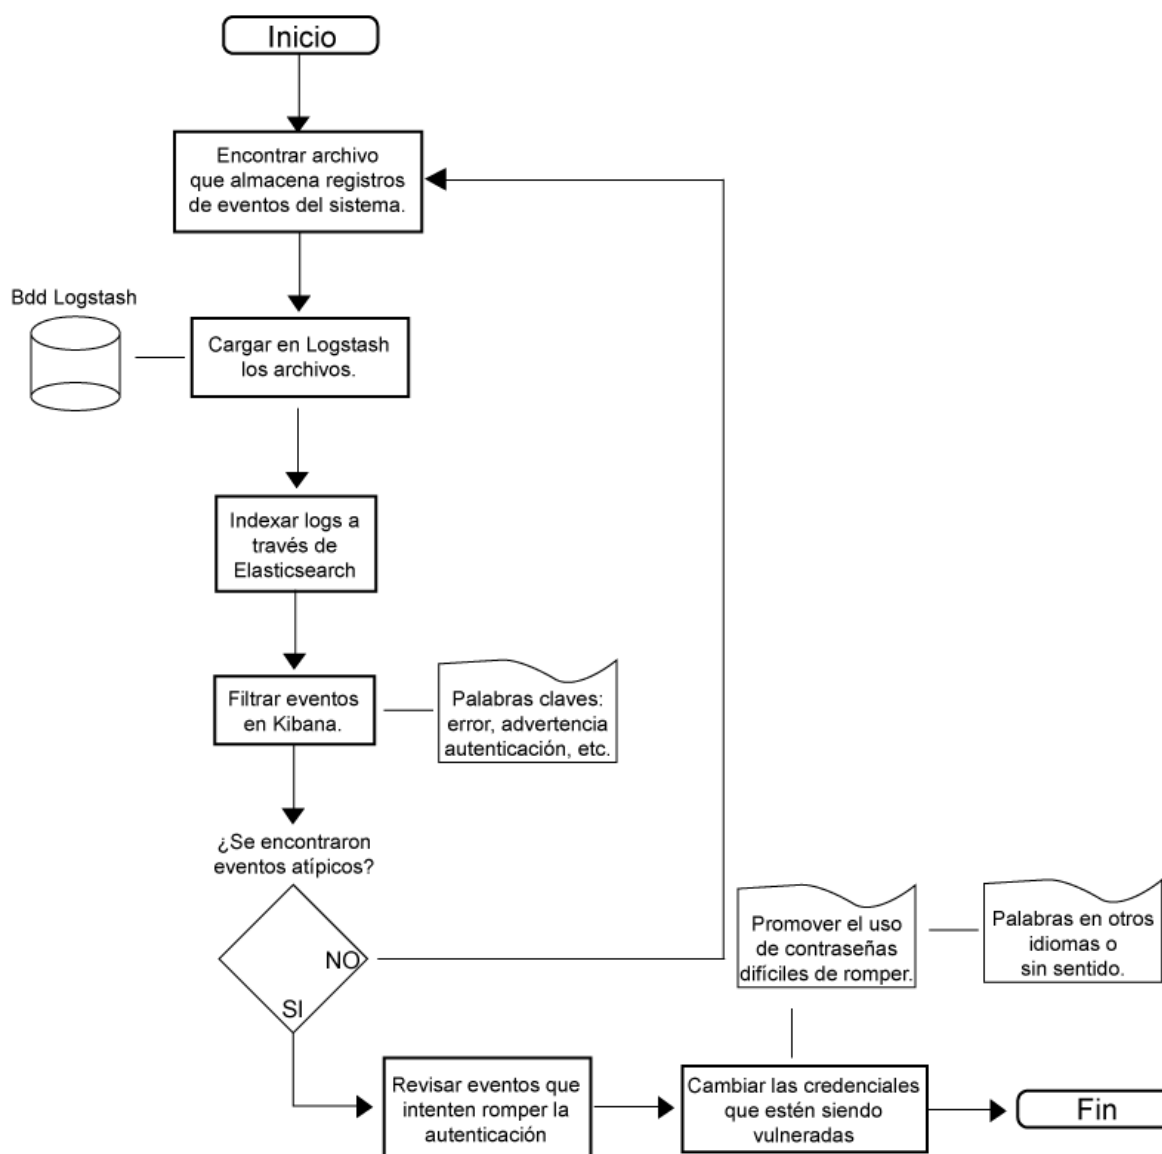 Inicio
Encontrar archivo
que almacena registros
de eventos del sistema.
Bdd Logstash
Cargar en Logstash
los archivos.
Indexar logs a
través de
Elasticsearch
Filtrar eventos
en Kibana.
Palabras claves:
error, advertencia
autenticación, etc.
¿Se encontraron
eventos atípicos?
NO
SI
Promover el uso
de contraseñas
difíciles de romper.
Palabras en otros
idiomas o
sin sentido.
Revisar eventos que
intenten romper la
autenticación
Cambiar las credenciales
que estén siendo
vulneradas
Fin